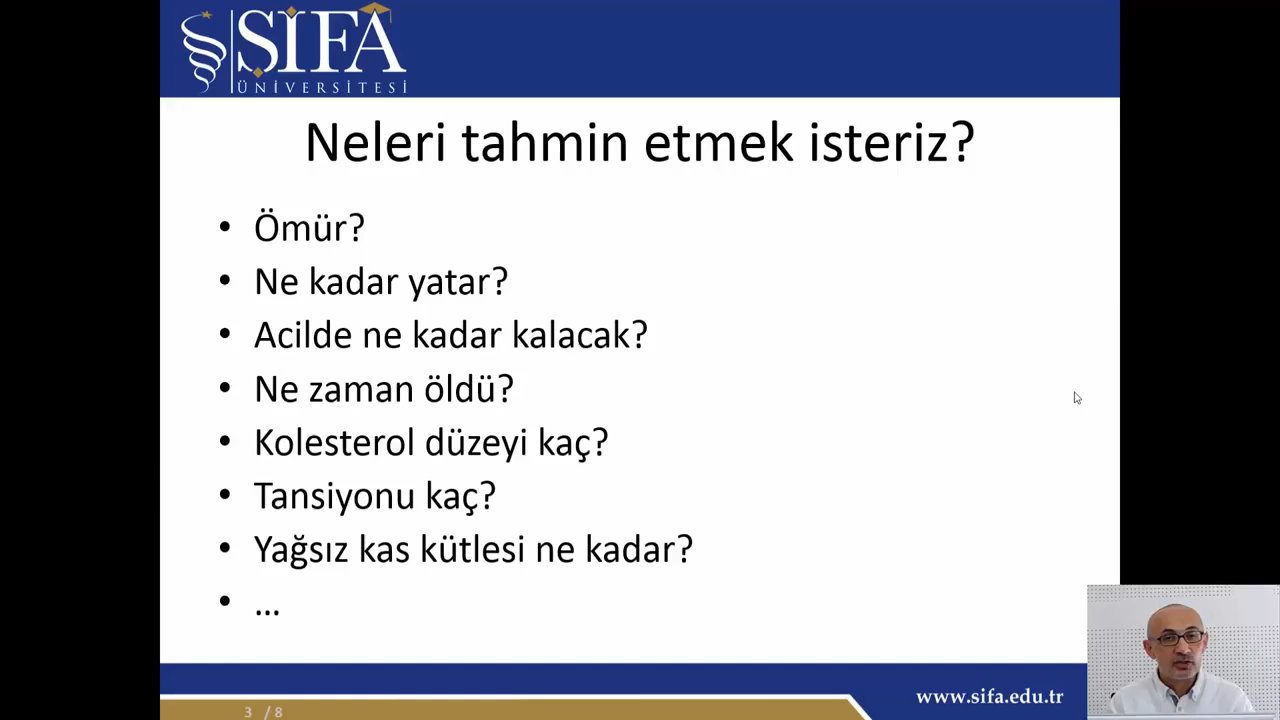 ŞİFA
ÜNİVERSİTESİ
Neleri tahmin etmek isteriz?
• Ömür?
• Ne kadar yatar?
• Acilde ne kadar kalacak?
• Ne zaman öldü?
• Kolesterol düzeyi kaç?
• Tansiyonu kaç?
• Yağsız kas kütlesi ne kadar?
• ...
www.sifa.edu.tr
3 / 8